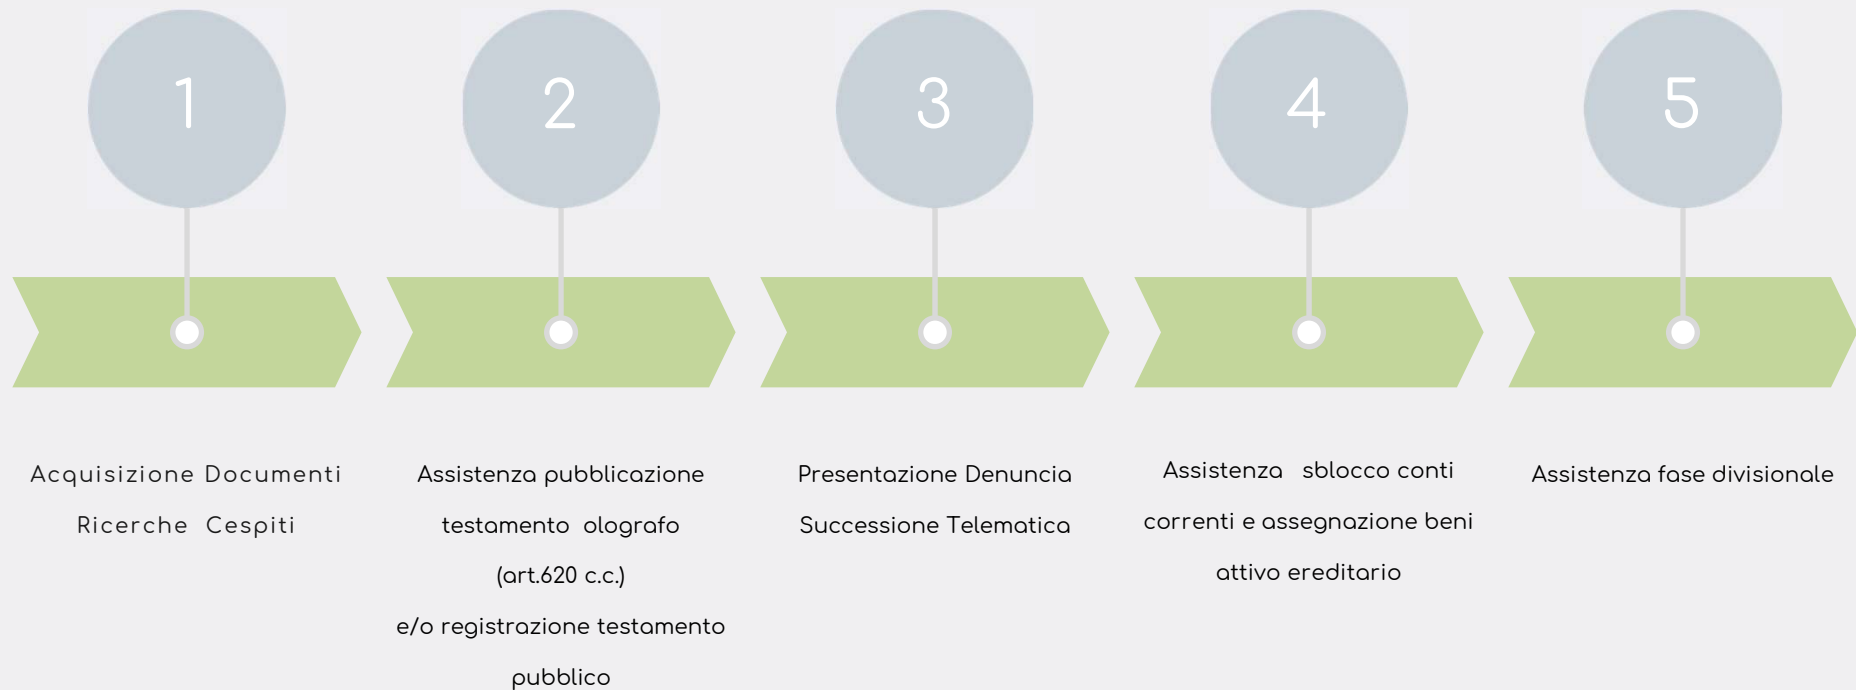 1
2
3
4
5
Acquisizione Documenti
Ricerche Cespiti
Assistenza pubblicazione
testamento olografo
(art.620 c.c.)
e/o registrazione testamento
pubblico
Presentazione Denuncia
Successione Telematica
Assistenza sblocco conti
correnti e assegnazione beni
attivo ereditario
Assistenza fase divisionale